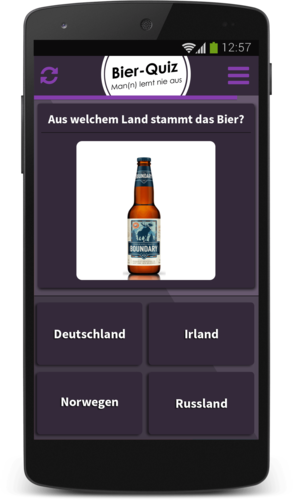 12:57
Bier-Quiz
Man(n) lernt nie aus
Aus welchem Land stammt das Bier?
BOUNDARY
Deutschland
Irland
Norwegen
Russland